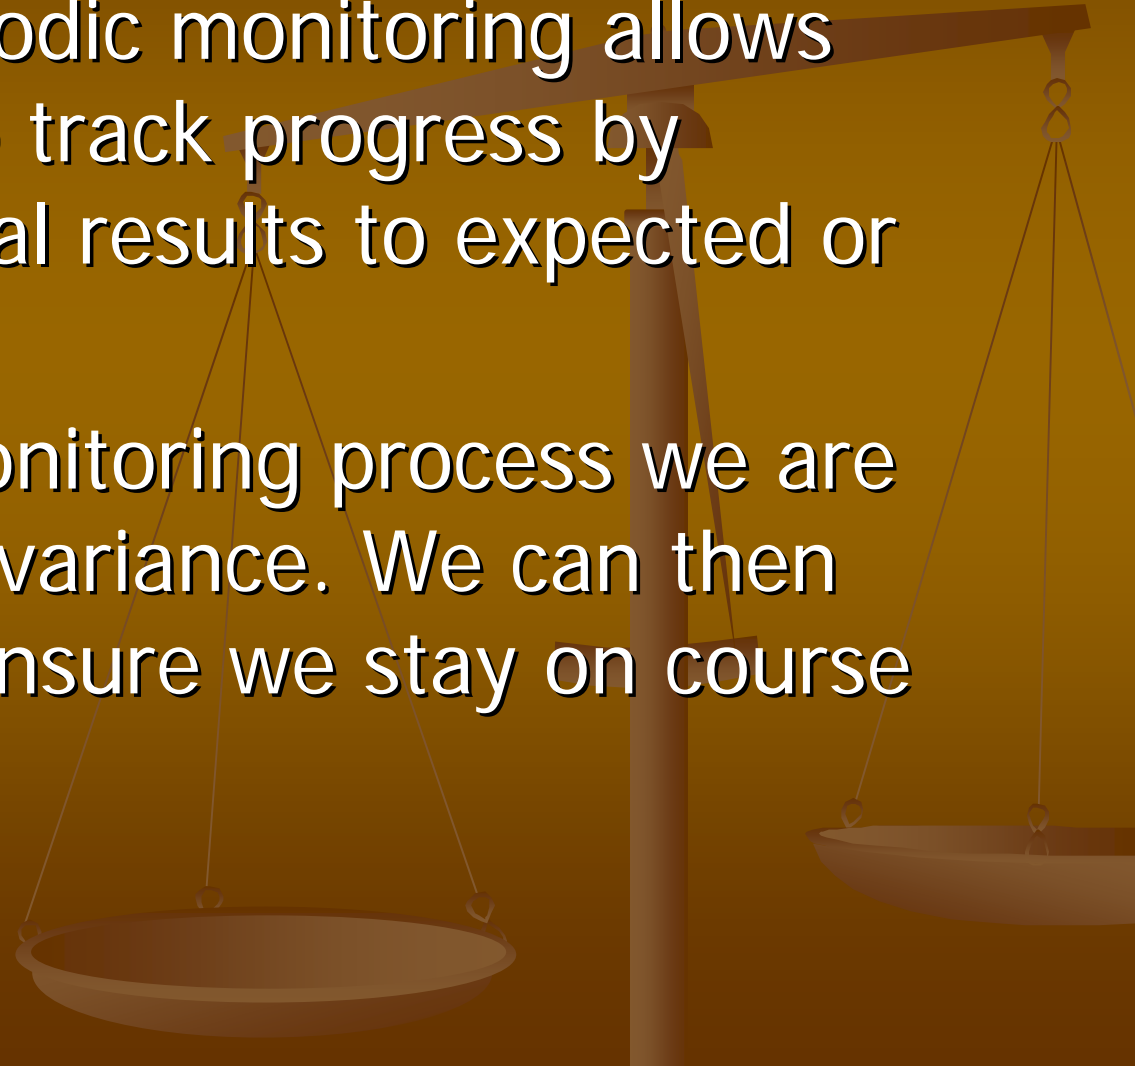 odic monitoring allows
track progress by
al results to expected or
onitoring process we are
variance. We can then
nsure we stay on course